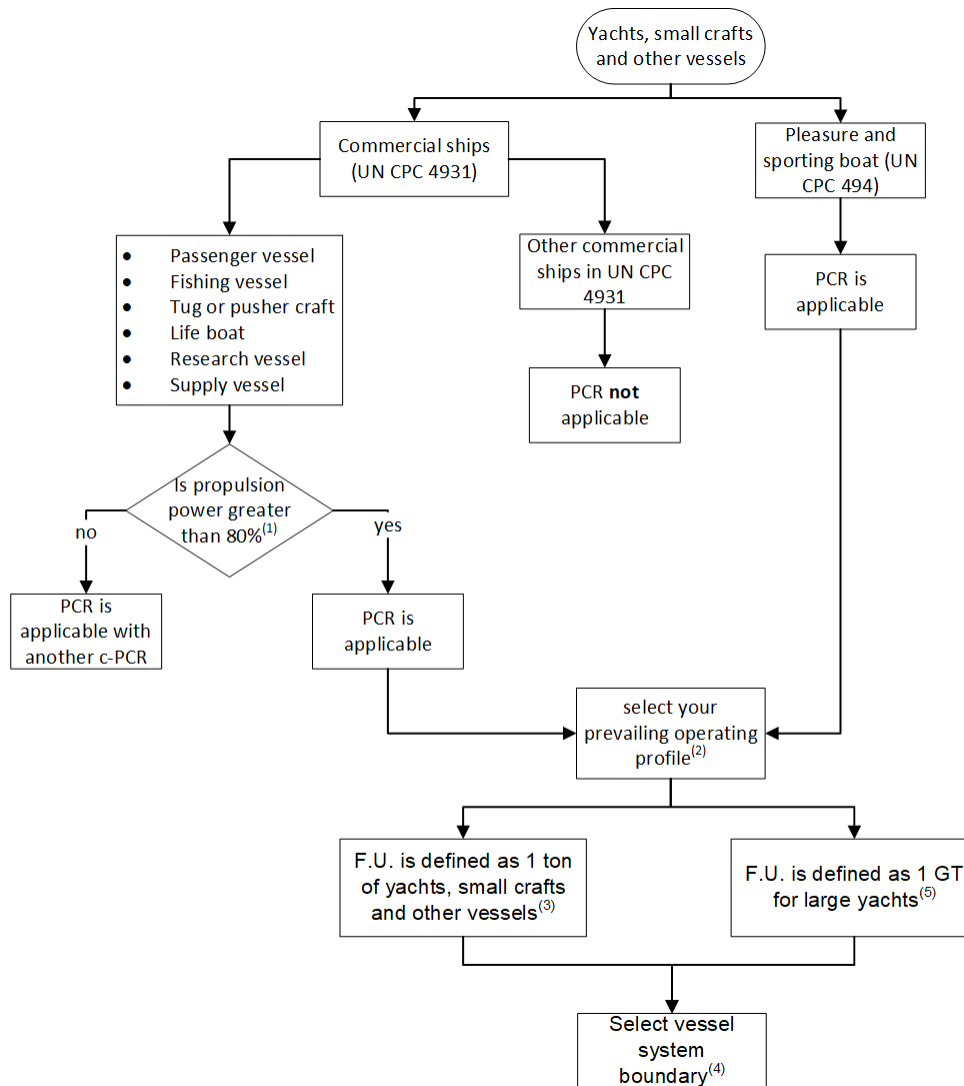 Yachts, small crafts
and other vessels
Commercial ships
(UN CPC 4931)
Pleasure and
sporting boat (UN
CPC 494)
• Passenger vessel
• Fishing vessel
• Tug or pusher craft
• Life boat
• Research vessel
• Supply vessel
Other commercial
ships in UN CPC
4931
PCR is
applicable
PCR not
applicable
Is propulsion
power greater
than 80%(1)
no
yes
PCR is
applicable with
another c-PCR
PCR is
applicable
select your
prevailing operating
profile(2)
F.U. is defined as 1 ton
of yachts, small crafts
and other vessels(3)
F.U. is defined as 1 GT
for large yachts(5)
Select vessel
system
boundary(4)